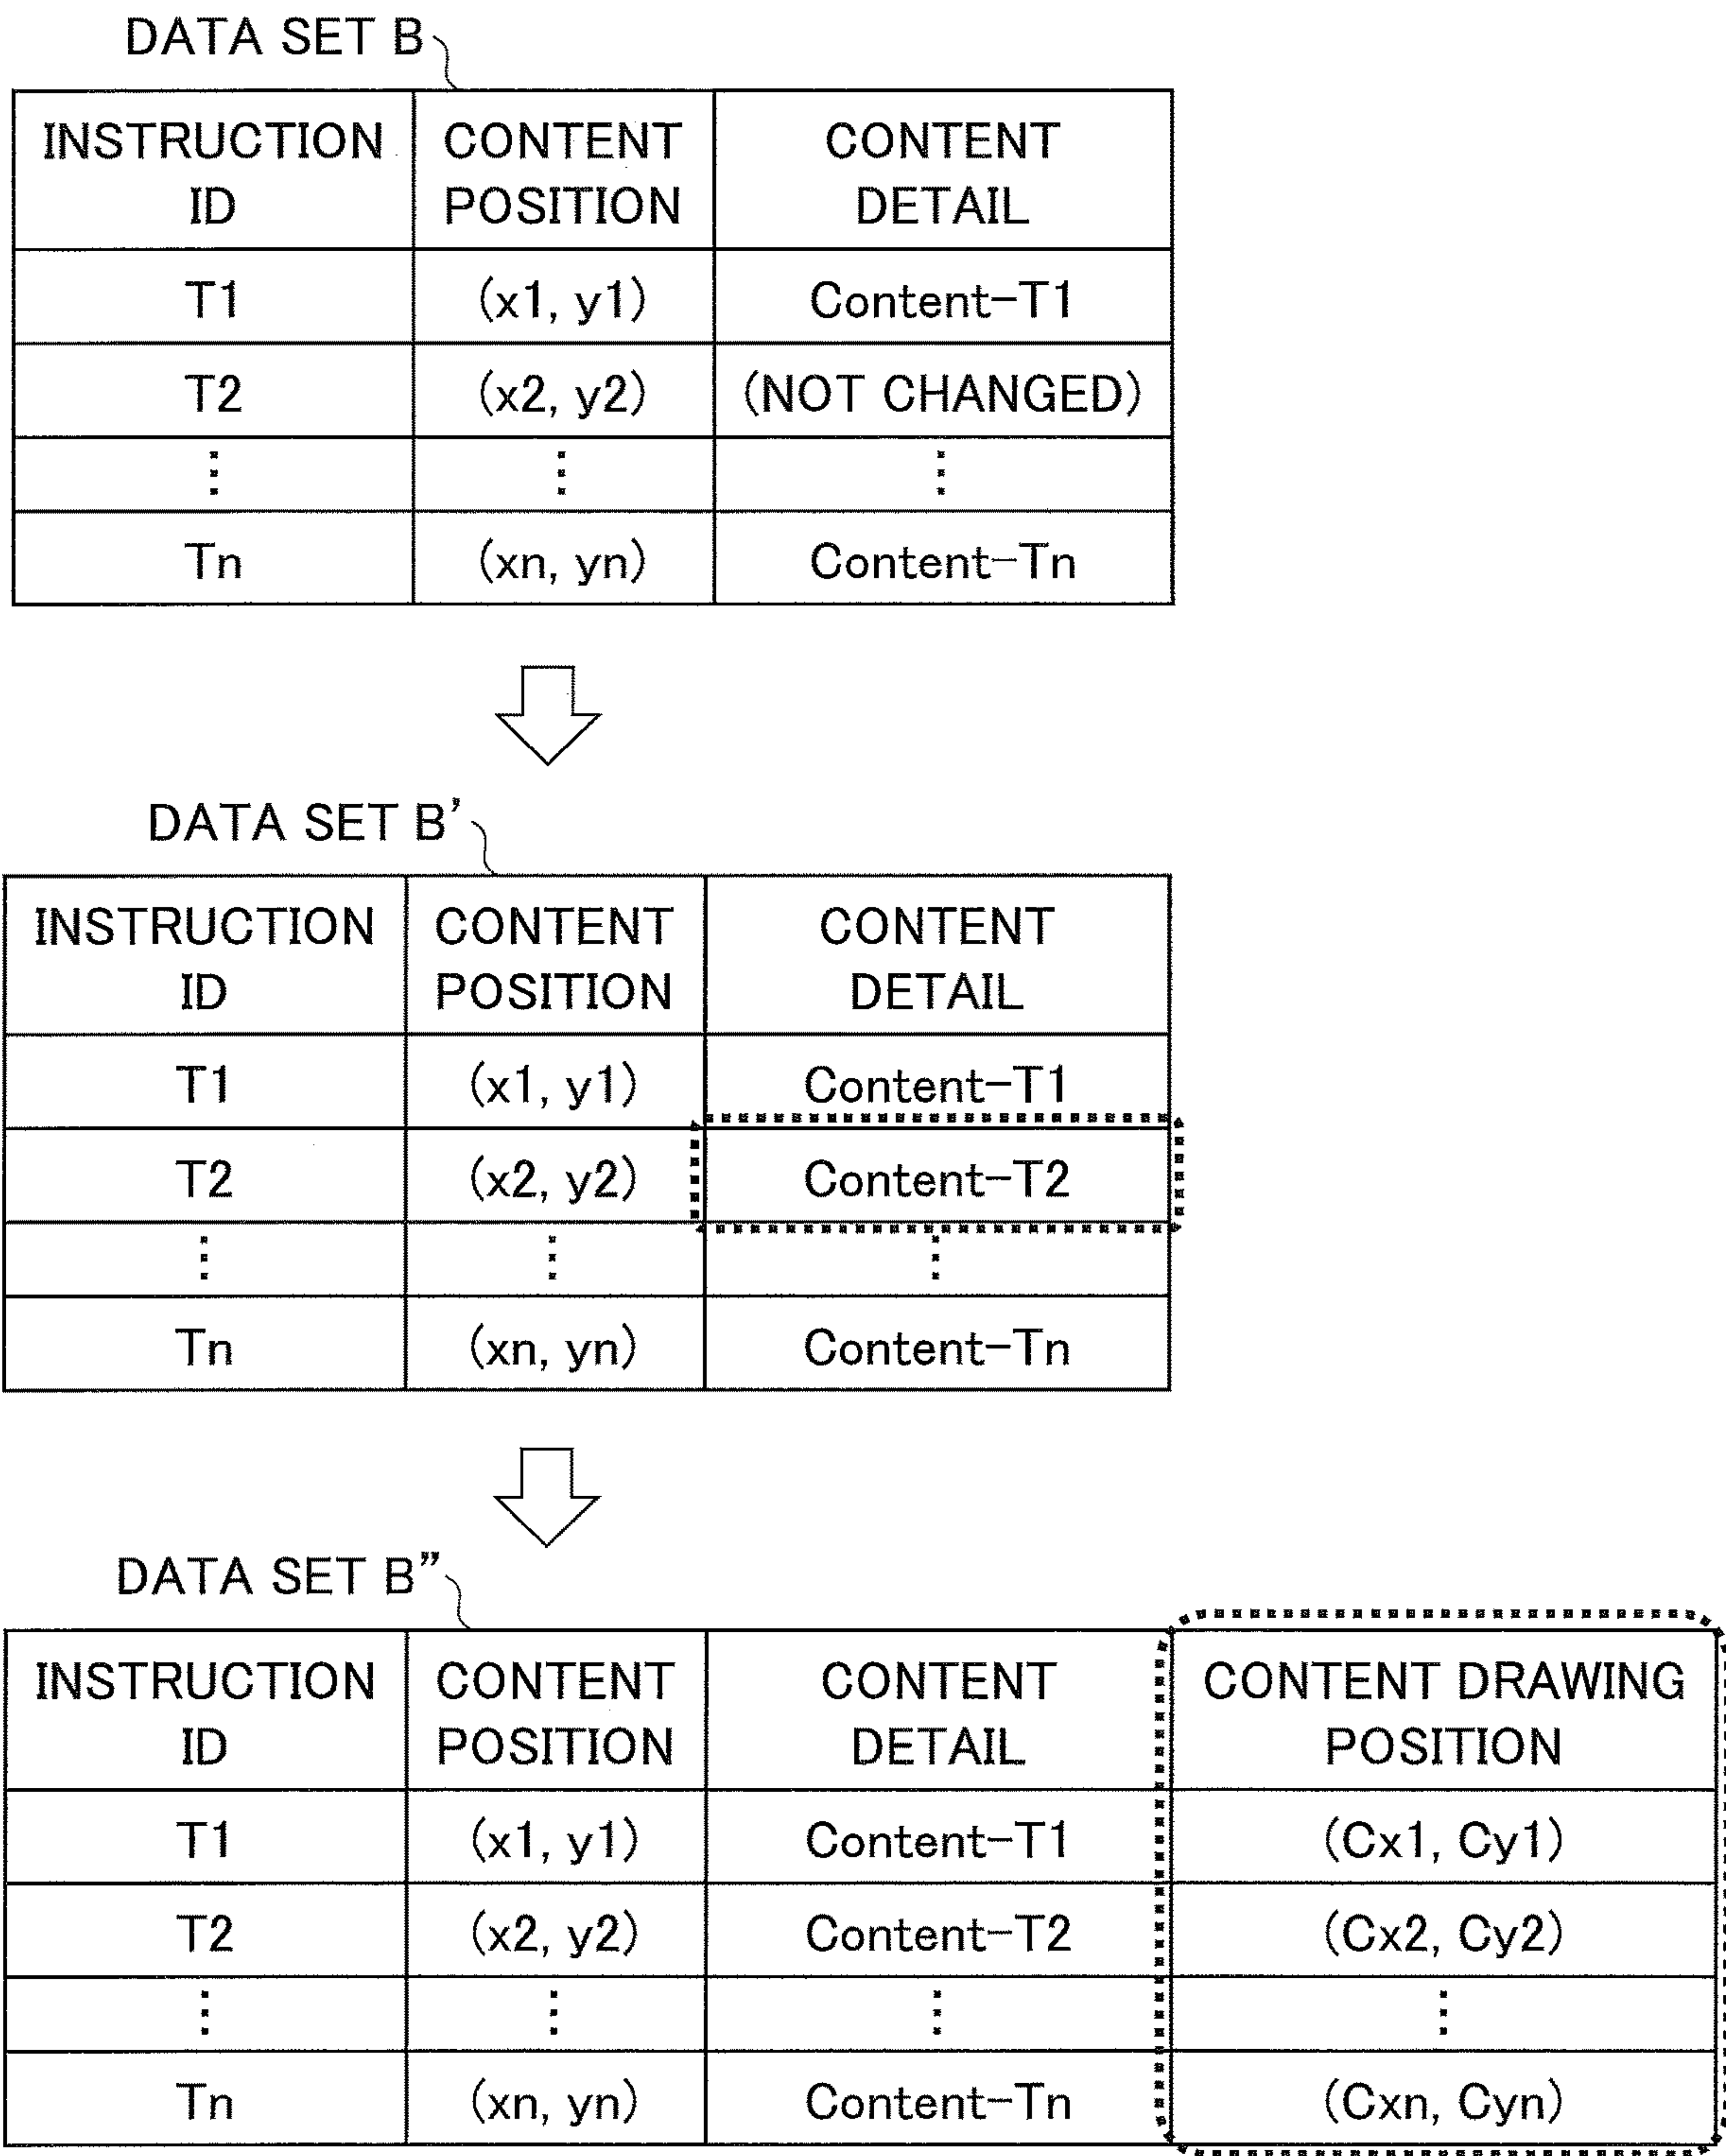 DATA SET B
INSTRUCTION ID CONTENT POSITION CONTENT DETAIL
T1 (x1, y1) Content-T1
T2 (x2, y2) (NOT CHANGED)
⋮ ⋮ ⋮
Tn (xn, yn) Content-Tn
DATA SET B'
INSTRUCTION ID CONTENT POSITION CONTENT DETAIL
T1 (x1, y1) Content-T1
T2 (x2, y2) Content-T2
⋮ ⋮ ⋮
Tn (xn, yn) Content-Tn
DATA SET B"
INSTRUCTION ID CONTENT POSITION CONTENT DETAIL CONTENT DRAWING POSITION
T1 (x1, y1) Content-T1 (Cx1, Cy1)
T2 (x2, y2) Content-T2 (Cx2, Cy2)
⋮ ⋮ ⋮ ⋮
Tn (xn, yn) Content-Tn (Cxn, Cyn)